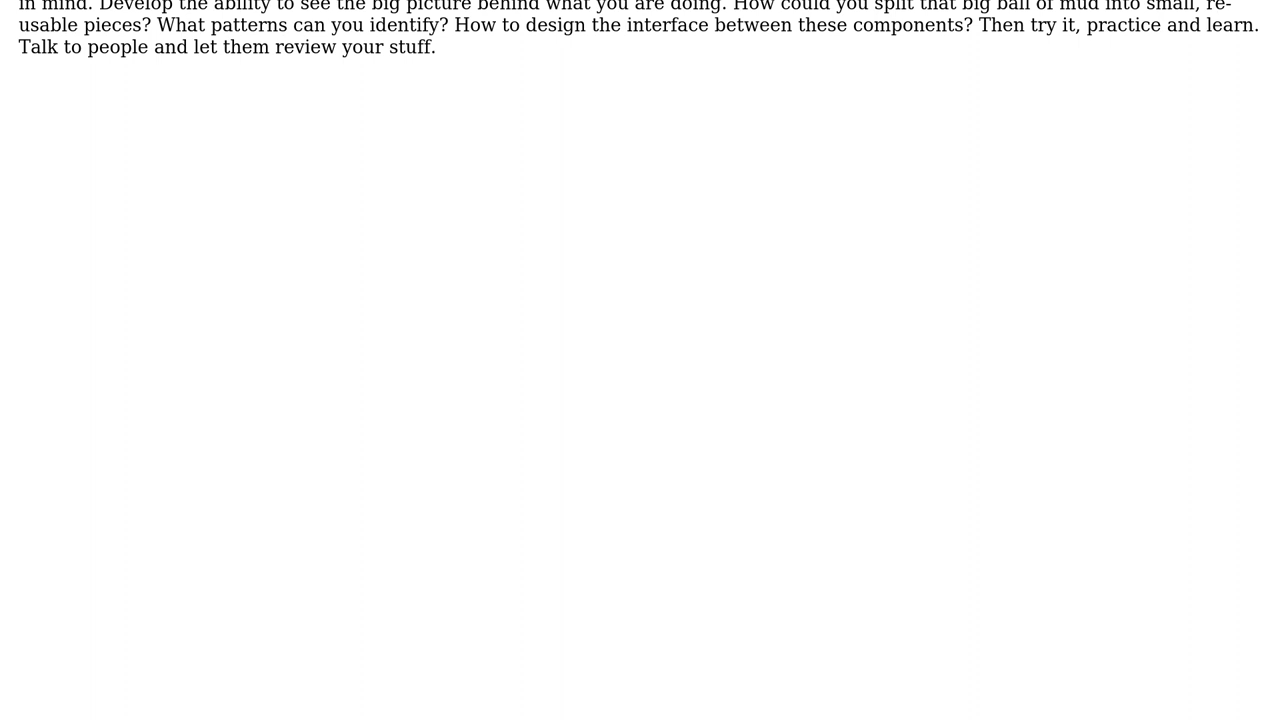 in mind. Develop the ability to see the big picture behind what you are doing. How could you split that big ball of mud into small, re-
usable pieces? What patterns can you identify? How to design the interface between these components? Then try it, practice and learn.
Talk to people and let them review your stuff.